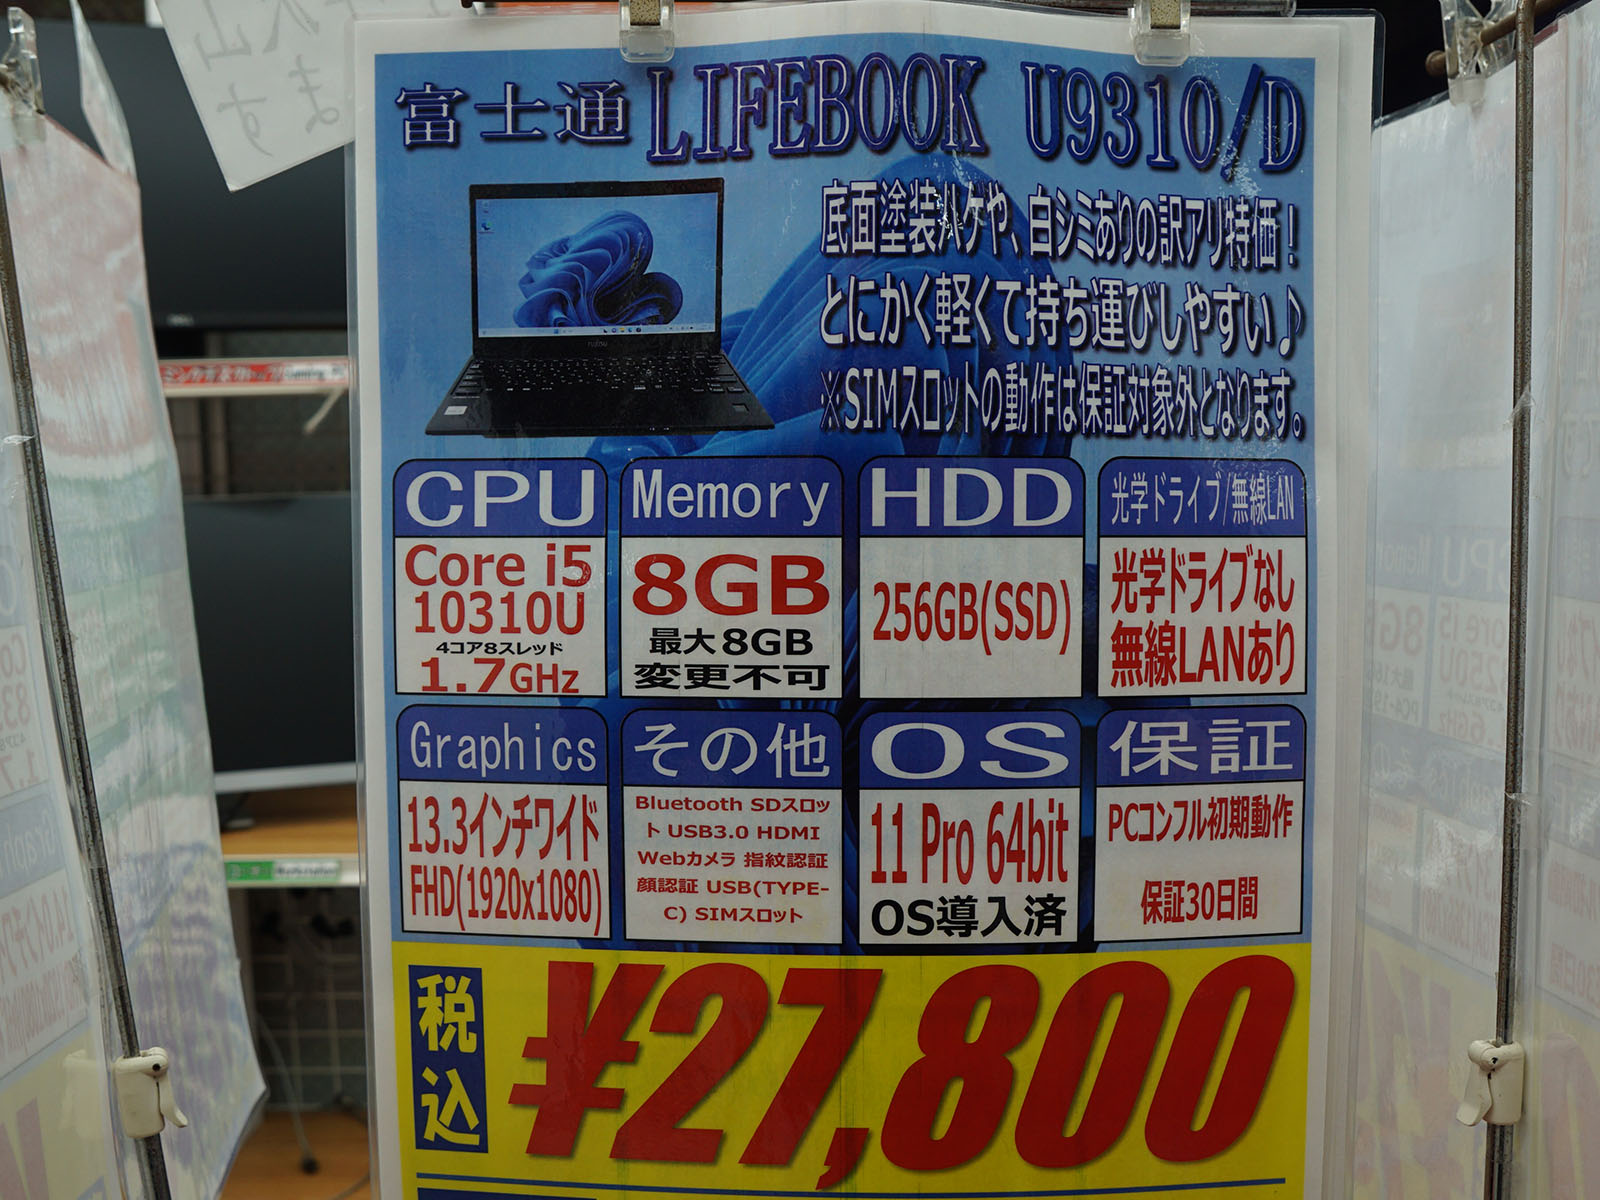 富士通 LIFEBOOK U9310/D
底面塗装ハゲや、白シミありの訳アリ特価！
とにかく軽くて持ち運びしやすい♪
※SIMスロットの動作は保証対象外となります。
CPU
Core i5
10310U
4コア8スレッド
1.7GHz
Memory
8GB
最大8GB
変更不可
HDD
256GB(SSD)
光学ドライブ/無線LAN
光学ドライブなし
無線LANあり
Graphics
13.3インチワイド
FHD(1920x1080)
その他
Bluetooth SDスロッ
ト USB3.0 HDMI
Webカメラ 指紋認証
顔認証 USB(TYPE-
C) SIMスロット
OS
11 Pro 64bit
OS導入済
保証
PCコンフル初期動作
保証30日間
税込
¥27,800